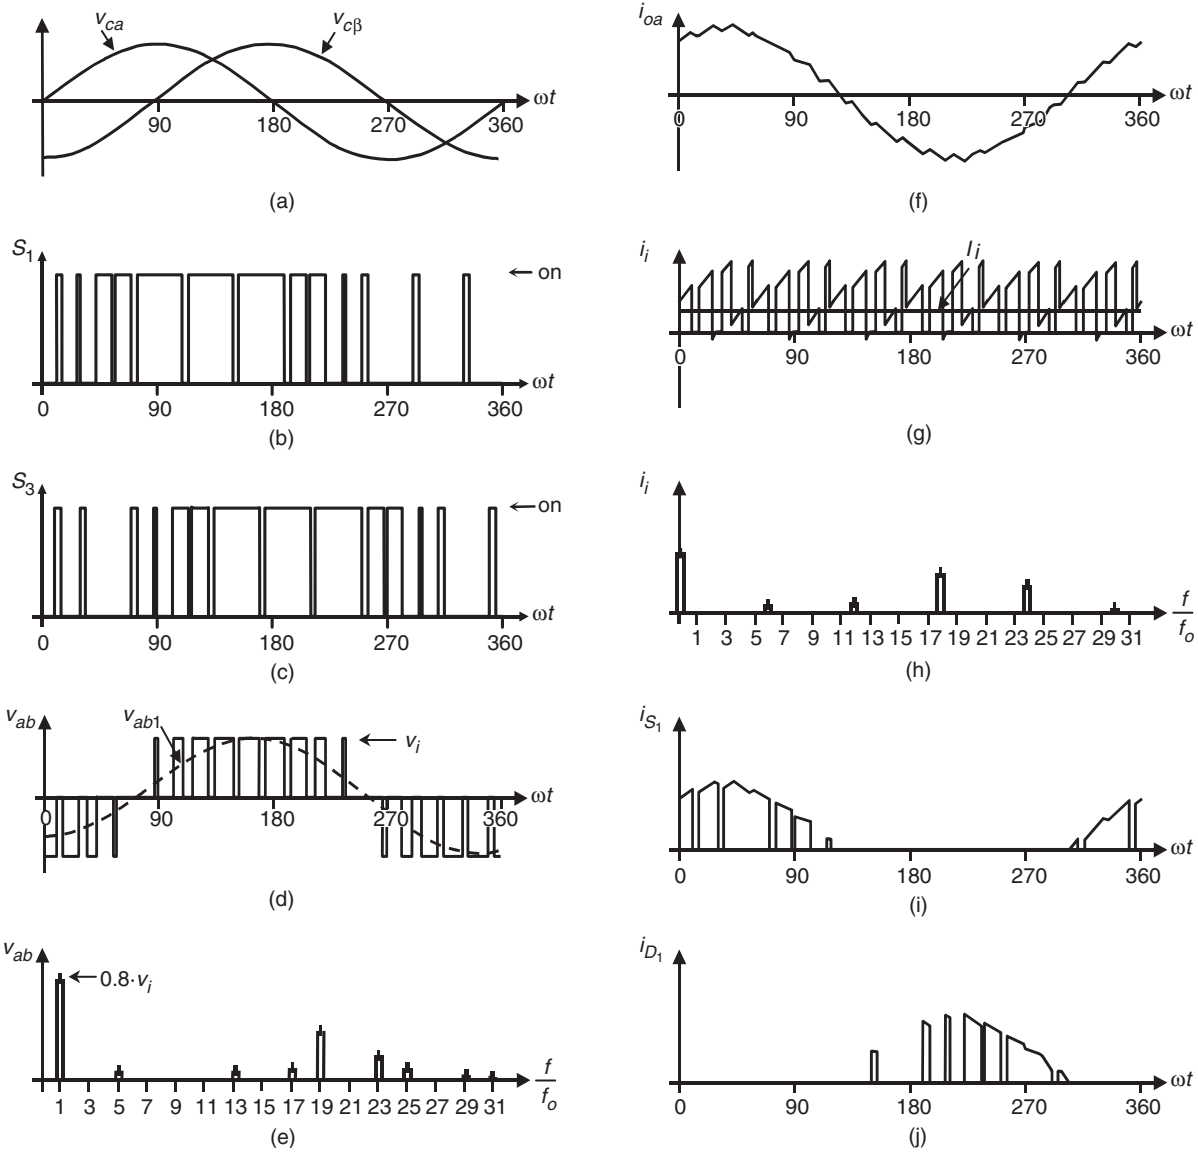 v_ca v_cβ
ωt
90 180 270 360
(a)
S_1
on
ωt
0 90 180 270 360
(b)
S_3
on
ωt
0 90 180 270 360
(c)
v_ab v_ab1 v_i
ωt
0 90 180 270 360
(d)
v_ab
0.8·v_i
f/f_o
1 3 5 7 9 11 13 15 17 19 21 23 25 27 29 31
(e)
i_oa
ωt
0 90 180 270 360
(f)
i_i I_i
ωt
0 90 180 270 360
(g)
i_i
f/f_o
1 3 5 7 9 11 13 15 17 19 21 23 25 27 29 31
(h)
i_S1
ωt
0 90 180 270 360
(i)
i_D1
ωt
0 90 180 270 360
(j)